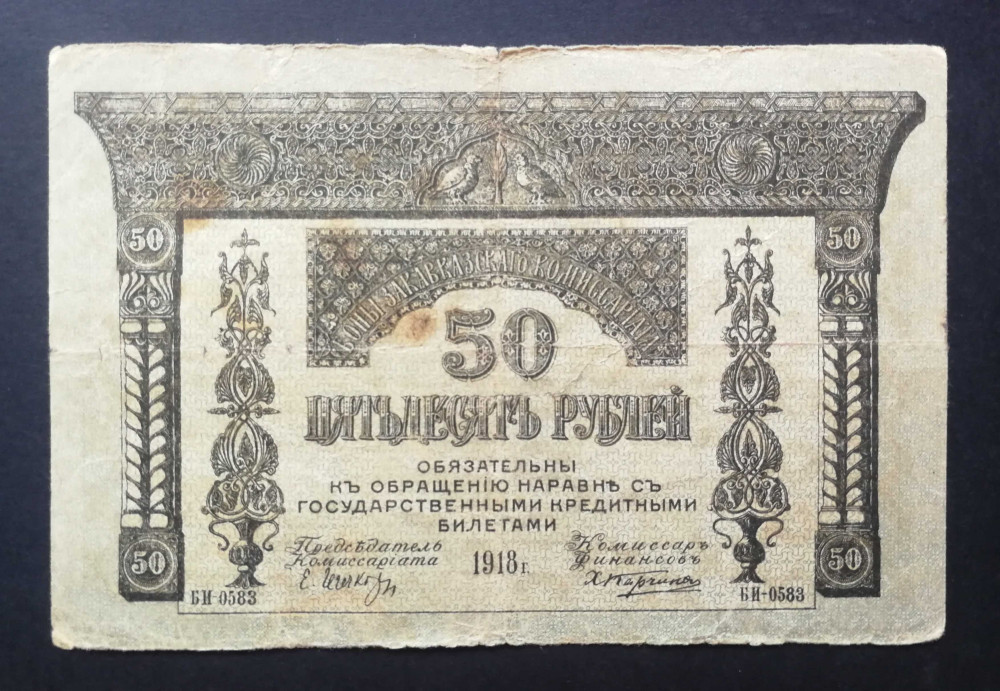 50 50
БОНЪ ЗАКАВКАЗСКАГО КОМИССАРІАТА
50
ПЯТЬДЕСЯТЪ РУБЛЕЙ
ОБЯЗАТЕЛЬНЫ
КЪ ОБРАЩЕНІЮ НАРАВНѢ СЪ
ГОСУДАРСТВЕННЫМИ КРЕДИТНЫМИ
БИЛЕТАМИ
Предсѣдатель
Комиссаріата
1918 г.
Комиссаръ
Финансовъ
50 50
БИ-0583 БИ-0583